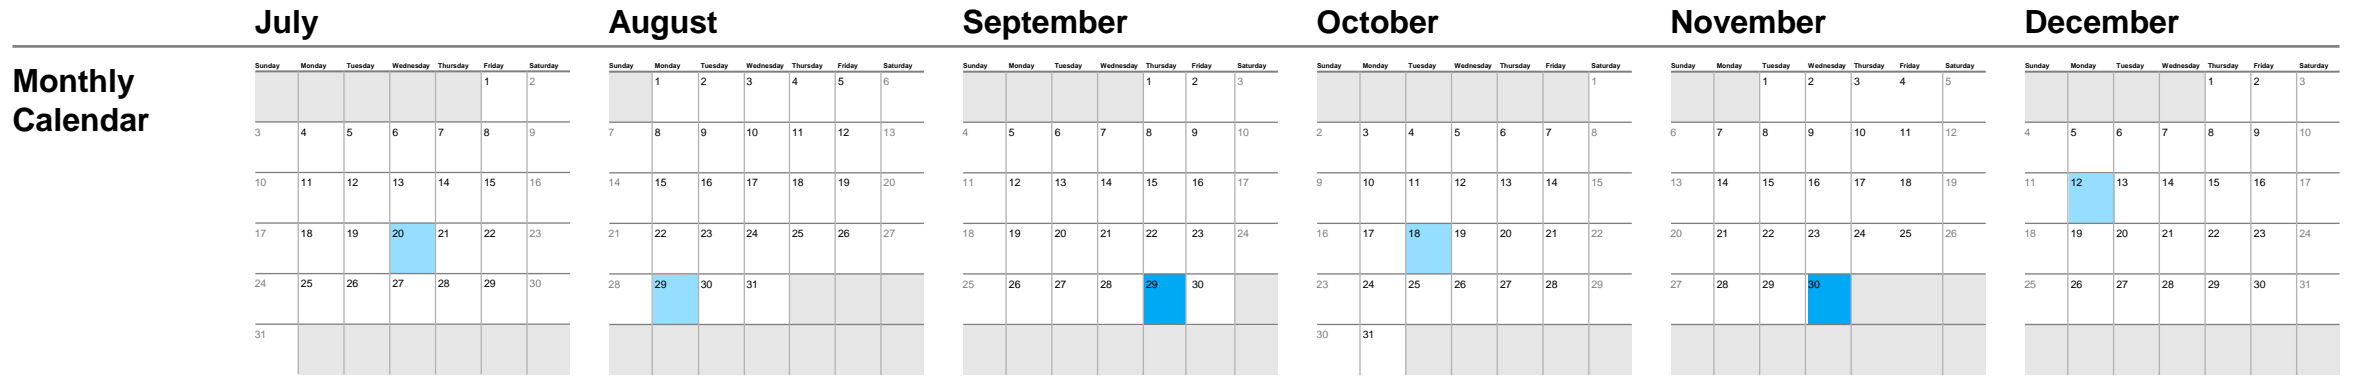 July August September October November December
Monthly
Calendar
Sunday Monday Tuesday Wednesday Thursday Friday Saturday Sunday Monday Tuesday Wednesday Thursday Friday Saturday Sunday Monday Tuesday Wednesday Thursday Friday Saturday Sunday Monday Tuesday Wednesday Thursday Friday Saturday Sunday Monday Tuesday Wednesday Thursday Friday Saturday Sunday Monday Tuesday Wednesday Thursday Friday Saturday
1 2 1 2 3 4 5 6 1 2 3 1 1 2 3 4 5 1 2 3
3 4 5 6 7 8 9 7 8 9 10 11 12 13 4 5 6 7 8 9 10 2 3 4 5 6 7 8 6 7 8 9 10 11 12 4 5 6 7 8 9 10
10 11 12 13 14 15 16 14 15 16 17 18 19 20 11 12 13 14 15 16 17 9 10 11 12 13 14 15 13 14 15 16 17 18 19 11 12 13 14 15 16 17
17 18 19 20 21 22 23 21 22 23 24 25 26 27 18 19 20 21 22 23 24 16 17 18 19 20 21 22 20 21 22 23 24 25 26 18 19 20 21 22 23 24
24 25 26 27 28 29 30 28 29 30 31 25 26 27 28 29 30 23 24 25 26 27 28 29 27 28 29 30 25 26 27 28 29 30 31
31 30 31